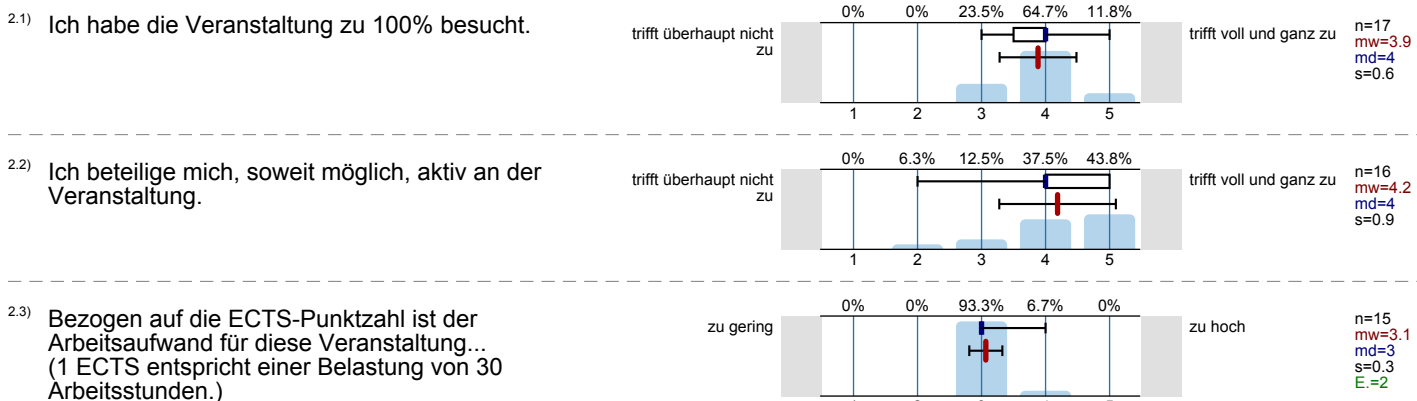 2.1) Ich habe die Veranstaltung zu 100% besucht.
trifft überhaupt nicht
zu
0% 0% 23.5% 64.7% 11.8%
1 2 3 4 5
trifft voll und ganz zu
n=17
mw=3.9
md=4
s=0.6
2.2) Ich beteilige mich, soweit möglich, aktiv an der
Veranstaltung.
trifft überhaupt nicht
zu
0% 6.3% 12.5% 37.5% 43.8%
1 2 3 4 5
trifft voll und ganz zu
n=16
mw=4.2
md=4
s=0.9
2.3) Bezogen auf die ECTS-Punktzahl ist der
Arbeitsaufwand für diese Veranstaltung...
(1 ECTS entspricht einer Belastung von 30
Arbeitsstunden.)
zu gering
0% 0% 93.3% 6.7% 0%
zu hoch
n=15
mw=3.1
md=3
s=0.3
E.=2